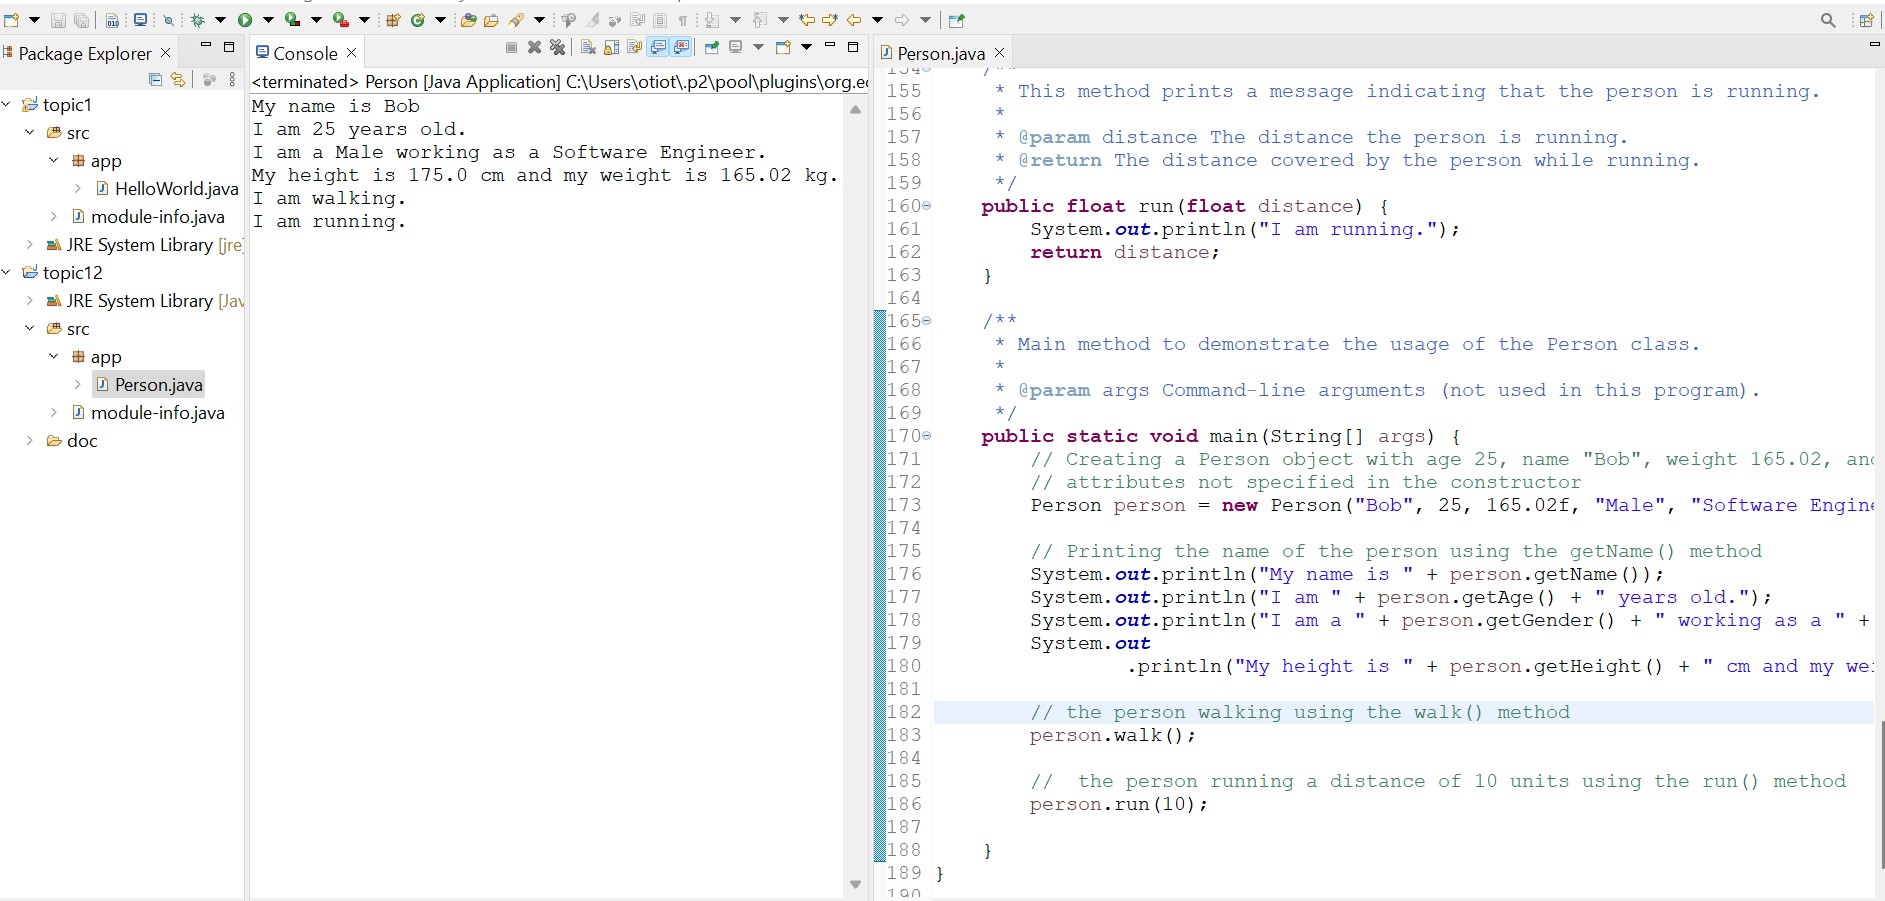 Package Explorer
topic1
src
app
HelloWorld.java
module-info.java
JRE System Library [jre]
topic12
JRE System Library [Jav
src
app
Person.java
module-info.java
doc
Console
<terminated> Person [Java Application] C:\Users\otiot\.p2\pool\plugins\org.ec
My name is Bob
I am 25 years old.
I am a Male working as a Software Engineer.
My height is 175.0 cm and my weight is 165.02 kg.
I am walking.
I am running.
Person.java
154 /**
155 * This method prints a message indicating that the person is running.
156 *
157 * @param distance The distance the person is running.
158 * @return The distance covered by the person while running.
159 */
160 public float run(float distance) {
161 System.out.println("I am running.");
162 return distance;
163 }
164
165 /**
166 * Main method to demonstrate the usage of the Person class.
167 *
168 * @param args Command-line arguments (not used in this program).
169 */
170 public static void main(String[] args) {
171 // Creating a Person object with age 25, name "Bob", weight 165.02, and
172 // attributes not specified in the constructor
173 Person person = new Person("Bob", 25, 165.02f, "Male", "Software Engine
174
175 // Printing the name of the person using the getName() method
176 System.out.println("My name is " + person.getName());
177 System.out.println("I am " + person.getAge() + " years old.");
178 System.out.println("I am a " + person.getGender() + " working as a " +
179 System.out
180 .println("My height is " + person.getHeight() + " cm and my wei
181
182 // the person walking using the walk() method
183 person.walk();
184
185 //  the person running a distance of 10 units using the run() method
186 person.run(10);
187
188 }
189 }
190